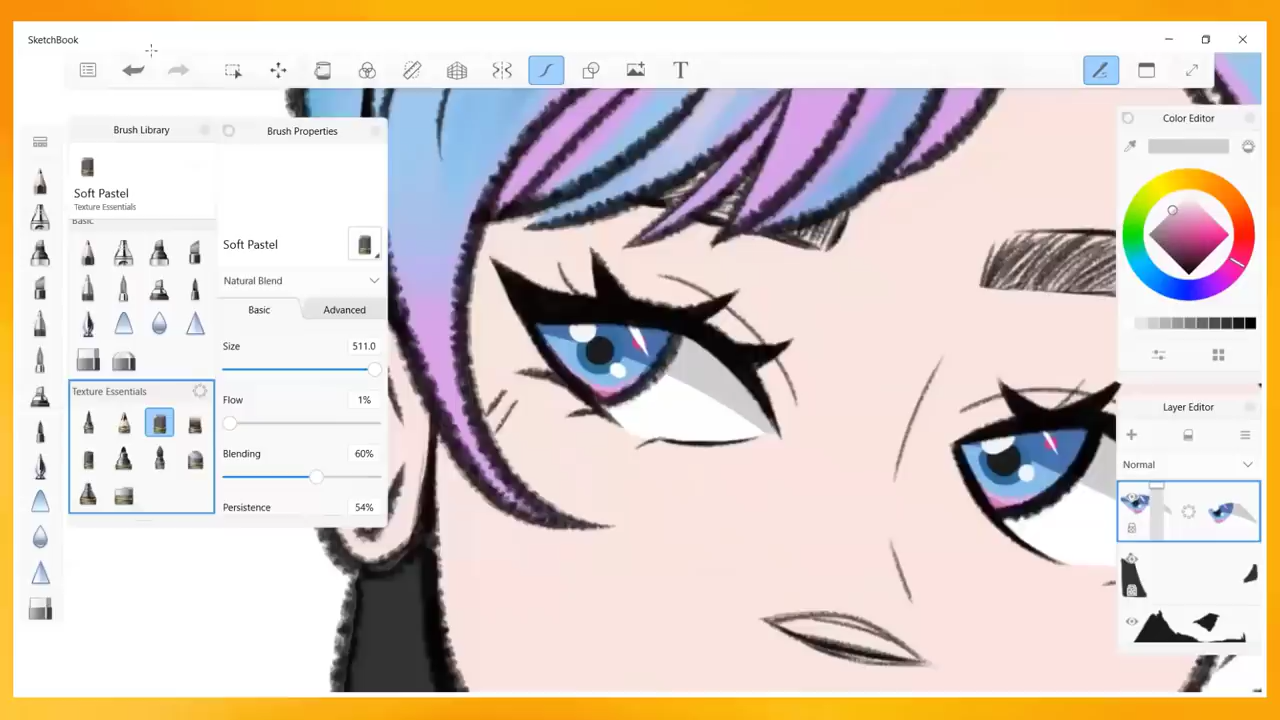 SketchBook
T
Brush Library
Soft Pastel
Texture Essentials
Basic
Texture Essentials
Brush Properties
Soft Pastel
Natural Blend
Basic
Advanced
Size
511.0
Flow
1%
Blending
60%
Persistence
54%
Color Editor
Layer Editor
Normal